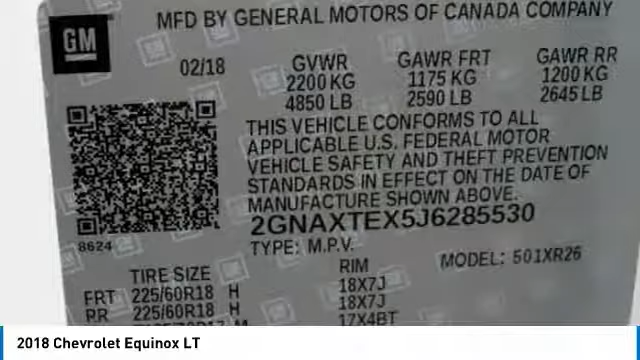 GM
MFD BY GENERAL MOTORS OF CANADA COMPANY
02/18 GVWR GAWR FRT GAWR RR
2200 KG 1175 KG 1200 KG
4850 LB 2590 LB 2645 LB
THIS VEHICLE CONFORMS TO ALL
APPLICABLE U.S. FEDERAL MOTOR
VEHICLE SAFETY AND THEFT PREVENTION
STANDARDS IN EFFECT ON THE DATE OF
MANUFACTURE SHOWN ABOVE.
2GNAXTEX5J6285530
8624
TYPE: M.P.V. MODEL: 501XR26
TIRE SIZE RIM
FRT 225/60R18 H 18X7J
RR 225/60R18 H 18X7J
17X4BT
2018 Chevrolet Equinox LT